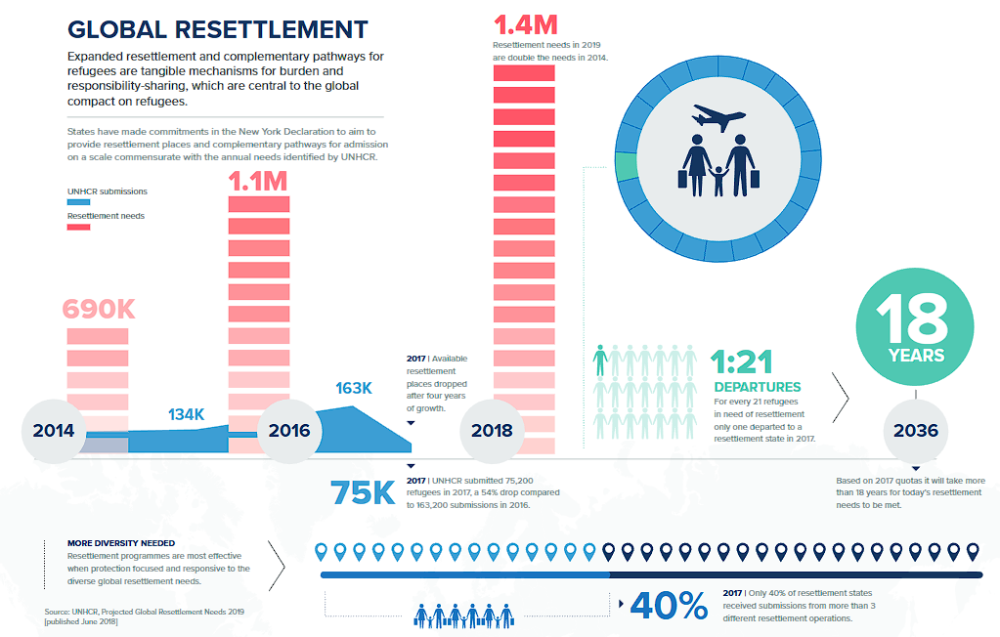 GLOBAL RESETTLEMENT
Expanded resettlement and complementary pathways for
refugees are tangible mechanisms for burden and
responsibility-sharing, which are central to the global
compact on refugees.
States have made commitments in the New York Declaration to aim to
provide resettlement places and complementary pathways for admission
on a scale commensurate with the annual needs identified by UNHCR.
UNHCR submissions
Resettlement needs
690K
1.1M
1.4M
Resettlement needs in 2019
are double the needs in 2014.
134K
163K
2017 | Available
resettlement
places dropped
after four years
of growth.
2014
2016
2018
75K
2017 | UNHCR submitted 75,200
refugees in 2017, a 54% drop compared
to 163,200 submissions in 2016.
1:21
DEPARTURES
For every 21 refugees
in need of resettlement
only one departed to a
resettlement state in 2017.
18
YEARS
2036
Based on 2017 quotas it will take more
than 18 years for today's resettlement
needs to be met.
MORE DIVERSITY NEEDED
Resettlement programmes are most effective
when protection focused and responsive to the
diverse global resettlement needs.
40%
2017 | Only 40% of resettlement states
received submissions from more than 3
different resettlement operations.
Source: UNHCR, Projected Global Resettlement Needs 2019
[published June 2018]